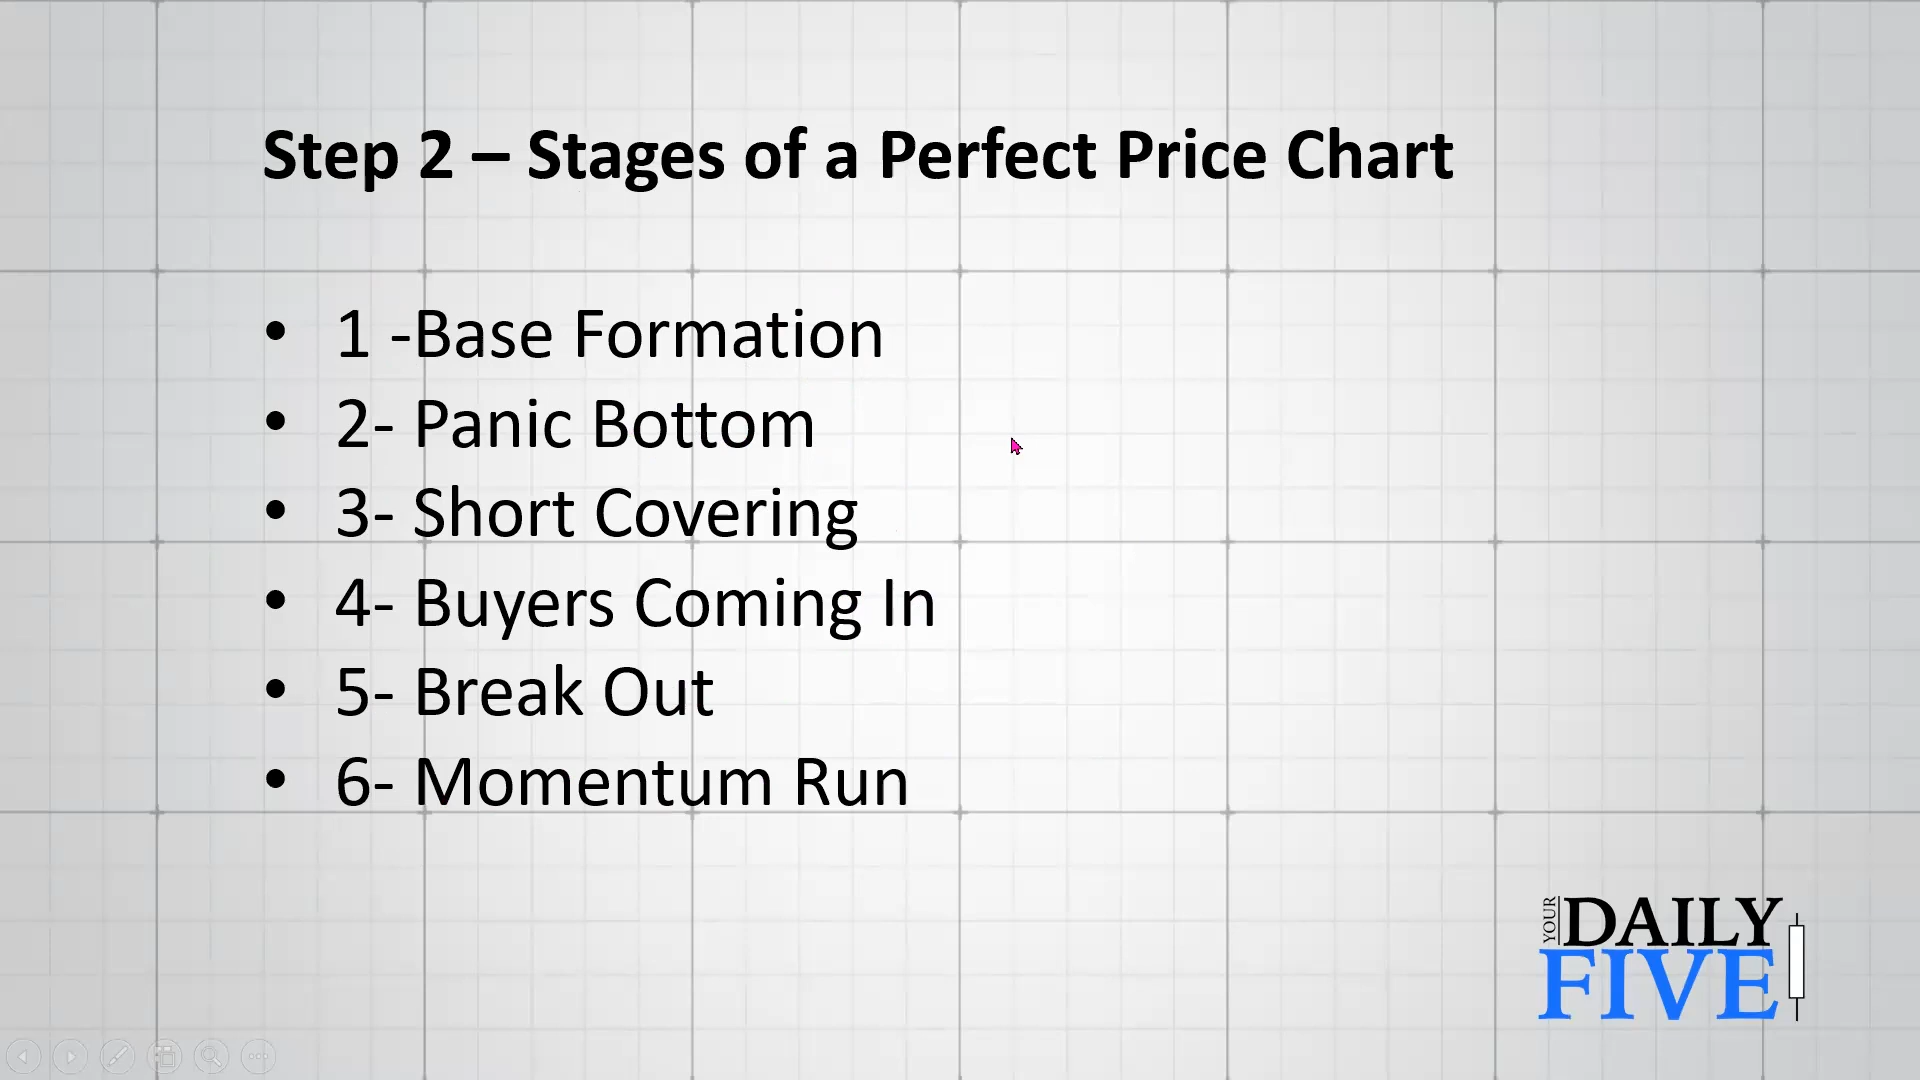 Step 2 – Stages of a Perfect Price Chart
• 1 -Base Formation
• 2- Panic Bottom
• 3- Short Covering
• 4- Buyers Coming In
• 5- Break Out
• 6- Momentum Run
YOUR DAILY
FIVE